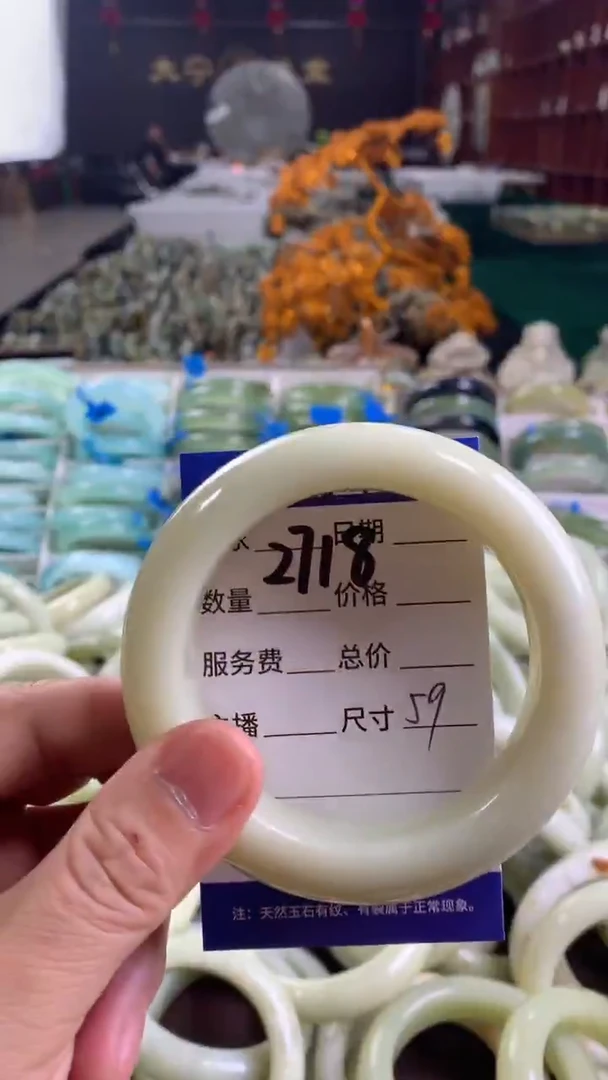 2718
日期
数量 价格
服务费 总价
播 尺寸 59
注：天然玉石有纹、有裂属于正常现象。